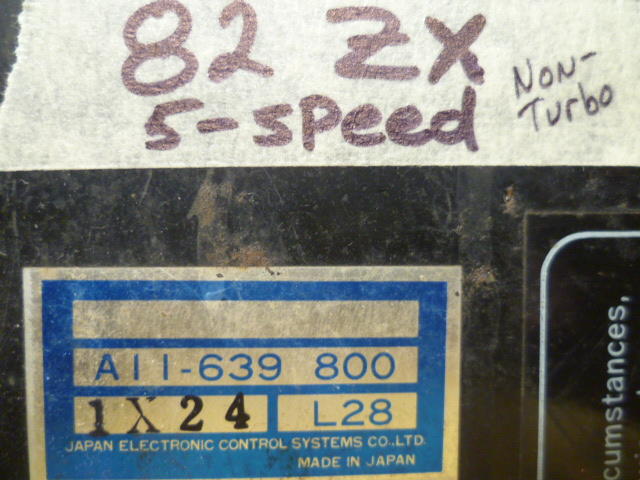 82 ZX
5-speed
Non-
Turbo
A11-639 800
1X24 L28
JAPAN ELECTRONIC CONTROL SYSTEMS CO.,LTD.
MADE IN JAPAN
cumstances,